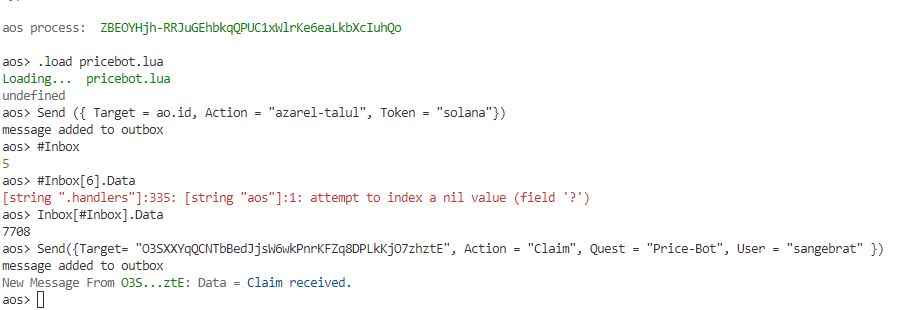 aos process:  ZBEOYHjh-RRJuGEhbkqQPUC1xWlrKe6eaLkbXcIuhQo
aos> .load pricebot.lua
Loading...  pricebot.lua
undefined
aos> Send ({ Target = ao.id, Action = "azarel-talul", Token = "solana"})
message added to outbox
aos> #Inbox
5
aos> #Inbox[6].Data
[string ".handlers"]:335: [string "aos"]:1: attempt to index a nil value (field '?')
aos> Inbox[#Inbox].Data
7708
aos> Send({Target= "O3SXXYqQCNTbBedJjsW6wkPnrKFZq8DPLkKjO7zhztE", Action = "Claim", Quest = "Price-Bot", User = "sangebrat" })
message added to outbox
New Message From O3S...ztE: Data = Claim received.
aos>